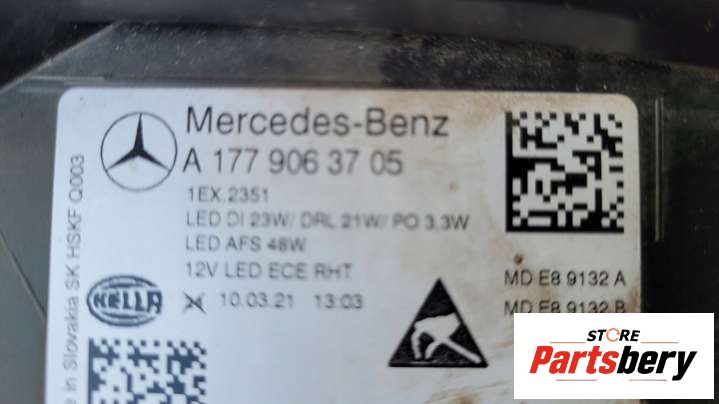 Mercedes-Benz
A 177 906 37 05
1EX.2351
LED DI 23W/ DRL 21W/ PO 3,3W
LED AFS 48W
12V LED ECE RHT
10.03.21 13:03
HELLA
MD E8 9132 A
MD E8 9132 B
in Slovakia SK HSKF Q003
STORE
Partsbery